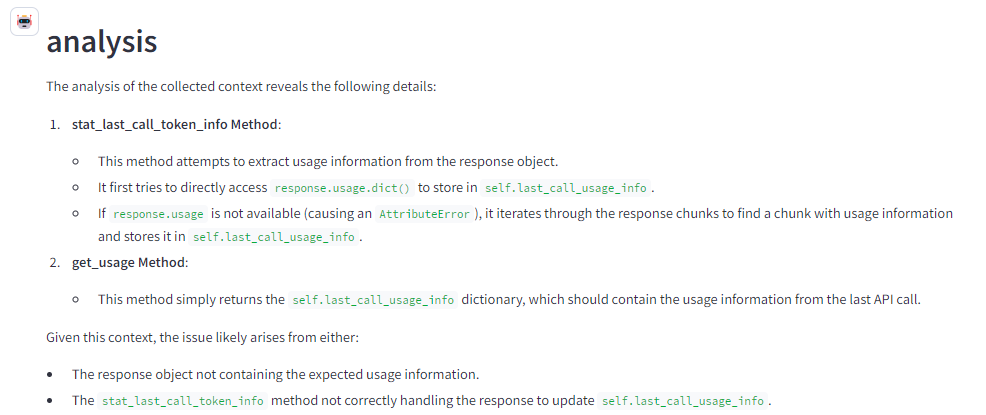 analysis
The analysis of the collected context reveals the following details:
1. stat_last_call_token_info Method:
This method attempts to extract usage information from the response object.
It first tries to directly access response.usage.dict() to store in self.last_call_usage_info .
If response.usage is not available (causing an AttributeError ), it iterates through the response chunks to find a chunk with usage information
and stores it in self.last_call_usage_info .
2. get_usage Method:
This method simply returns the self.last_call_usage_info dictionary, which should contain the usage information from the last API call.
Given this context, the issue likely arises from either:
The response object not containing the expected usage information.
The stat_last_call_token_info method not correctly handling the response to update self.last_call_usage_info .